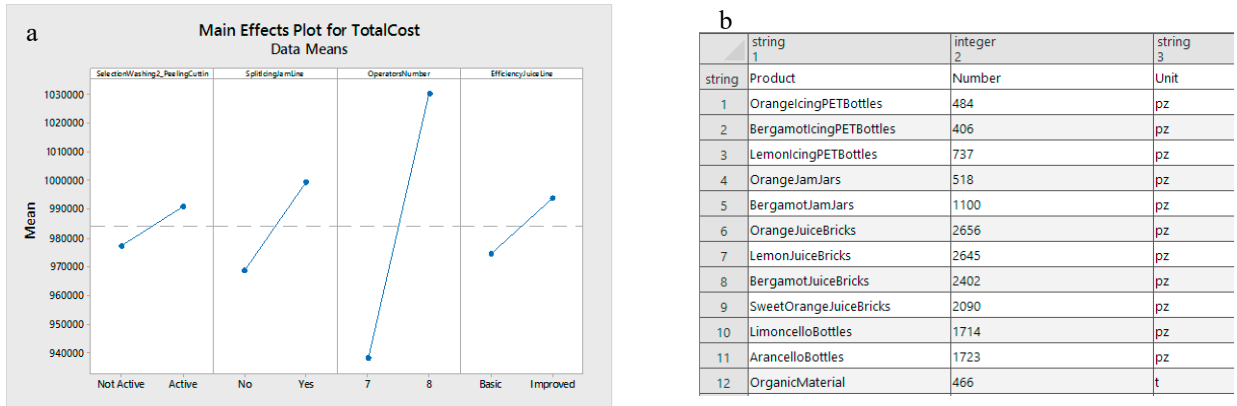 a
Main Effects Plot for TotalCost
Data Means
SelectionWashing2_PeelingCuttin SplitIcingJamLine OperatorsNumber EfficiencyJuiceLine
Mean
1030000
1020000
1010000
1000000
990000
980000
970000
960000
950000
940000
Not Active Active No Yes 7 8 Basic Improved
b
string integer string
1 2 3
string Product Number Unit
1 OrangeIcingPETBottles 484 pz
2 BergamotIcingPETBottles 406 pz
3 LemonIcingPETBottles 737 pz
4 OrangeJamJars 518 pz
5 BergamotJamJars 1100 pz
6 OrangeJuiceBricks 2656 pz
7 LemonJuiceBricks 2645 pz
8 BergamotJuiceBricks 2402 pz
9 SweetOrangeJuiceBricks 2090 pz
10 LimoncelloBottles 1714 pz
11 ArancelloBottles 1723 pz
12 OrganicMaterial 466 t